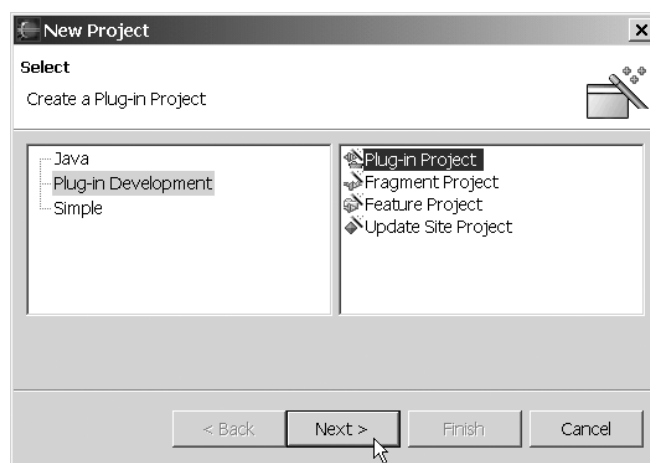 New Project
Select
Create a Plug-in Project
Java
Plug-in Development
Simple
Plug-in Project
Fragment Project
Feature Project
Update Site Project
< Back
Next >
Finish
Cancel